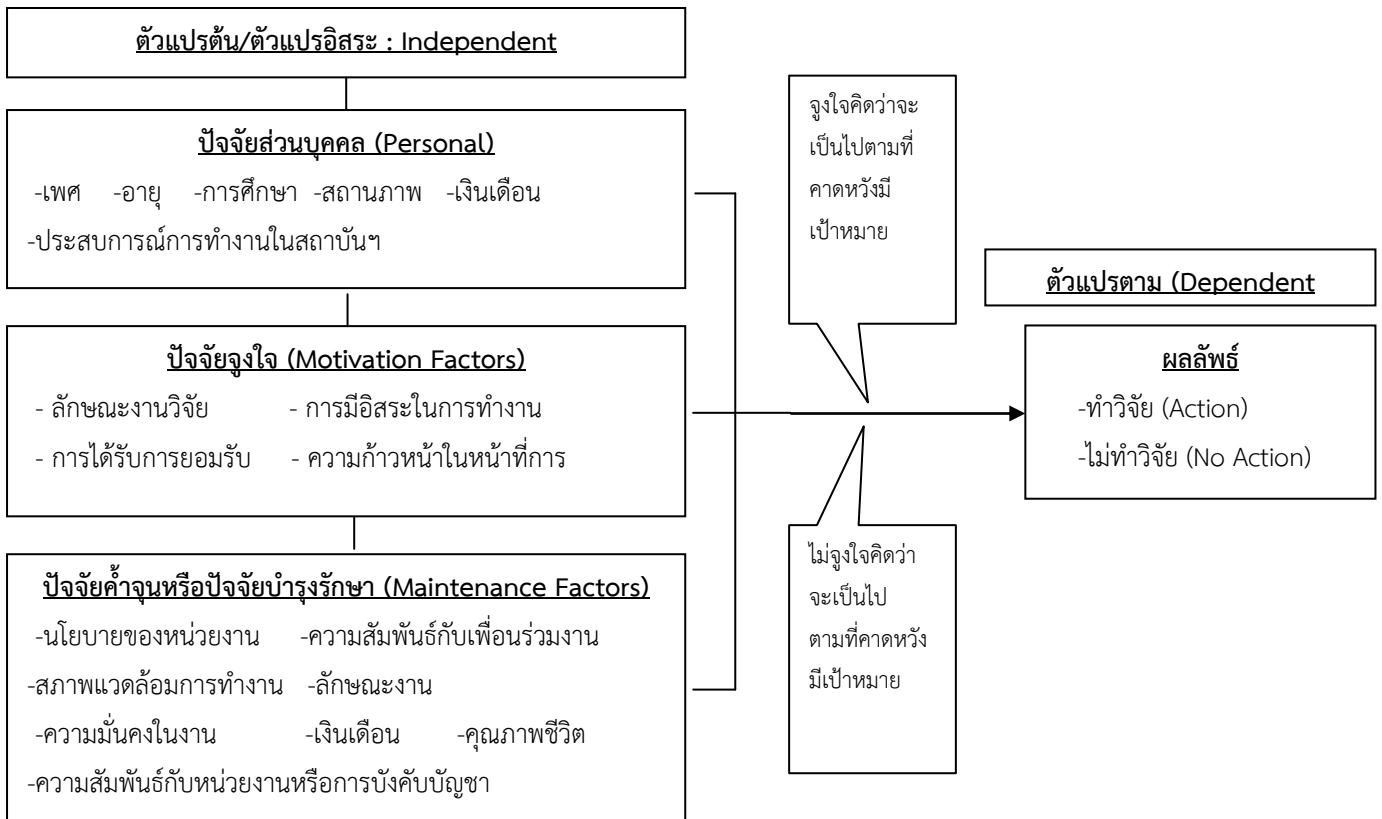 ตัวแปรต้น/ตัวแปรอิสระ : Independent
ปัจจัยส่วนบุคคล (Personal)
-เพศ -อายุ -การศึกษา -สถานภาพ -เงินเดือน
-ประสบการณ์การทำงานในสถาบันฯ
ปัจจัยจูงใจ (Motivation Factors)
- ลักษณะงานวิจัย - การมีอิสระในการทำงาน
- การได้รับการยอมรับ - ความก้าวหน้าในหน้าที่การ
ปัจจัยค้ำจุนหรือปัจจัยบำรุงรักษา (Maintenance Factors)
-นโยบายของหน่วยงาน -ความสัมพันธ์กับเพื่อนร่วมงาน
-สภาพแวดล้อมการทำงาน -ลักษณะงาน
-ความมั่นคงในงาน -เงินเดือน -คุณภาพชีวิต
-ความสัมพันธ์กับหน่วยงานหรือการบังคับบัญชา
จูงใจคิดว่าจะ
เป็นไปตามที่
คาดหวังมี
เป้าหมาย
ไม่จูงใจคิดว่า
จะเป็นไป
ตามที่คาดหวัง
มีเป้าหมาย
ตัวแปรตาม (Dependent
ผลลัพธ์
-ทำวิจัย (Action)
-ไม่ทำวิจัย (No Action)